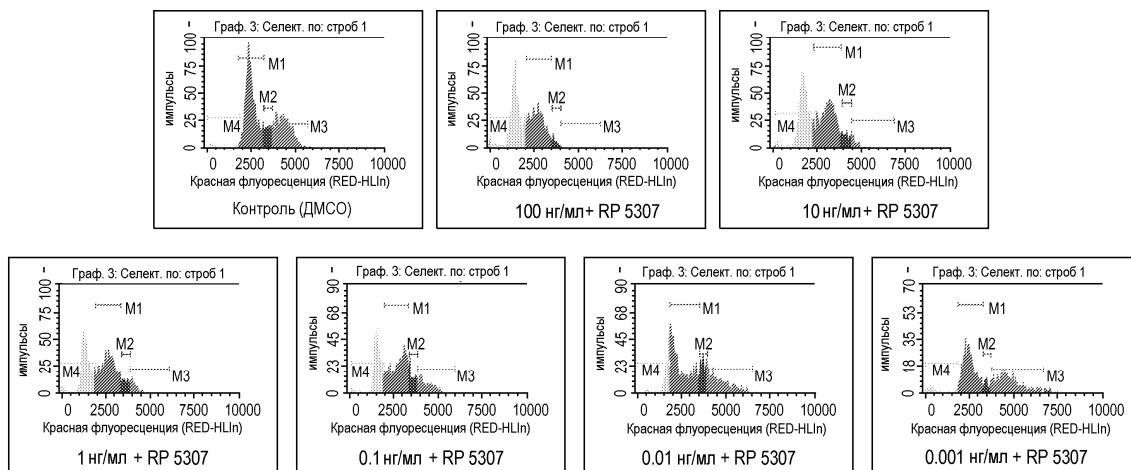 Граф. 3: Селект. по: строб 1
импульсы
100
75
50
25
0
M1
M2
M3
M4
0 2500 5000 7500 10000
Красная флуоресценция (RED-HLIn)
Контроль (ДМСО)
Граф. 3: Селект. по: строб 1
импульсы
100
75
50
25
0
M1
M2
M3
M4
0 2500 5000 7500 10000
Красная флуоресценция (RED-HLIn)
100 нг/мл+ RP 5307
Граф. 3: Селект. по: строб 1
импульсы
100
75
50
25
0
M1
M2
M3
M4
0 2500 5000 7500 10000
Красная флуоресценция (RED-HLIn)
10 нг/мл+ RP 5307
Граф. 3: Селект. по: строб 1
импульсы
100
75
50
25
0
M1
M2
M3
M4
0 2500 5000 7500 10000
Красная флуоресценция (RED-HLIn)
1 нг/мл + RP 5307
Граф. 3: Селект. по: строб 1
импульсы
90
68
48
23
0
M1
M2
M3
M4
0 2500 5000 7500 10000
Красная флуоресценция (RED-HLIn)
0.1 нг/мл + RP 5307
Граф. 3: Селект. по: строб 1
импульсы
90
68
48
23
0
M1
M2
M3
M4
0 2500 5000 7500 10000
Красная флуоресценция (RED-HLIn)
0.01 нг/мл + RP 5307
Граф. 3: Селект. по: строб 1
импульсы
70
53
36
18
0
M1
M2
M3
M4
0 2500 5000 7500 10000
Красная флуоресценция (RED-HLIn)
0.001 нг/мл + RP 5307